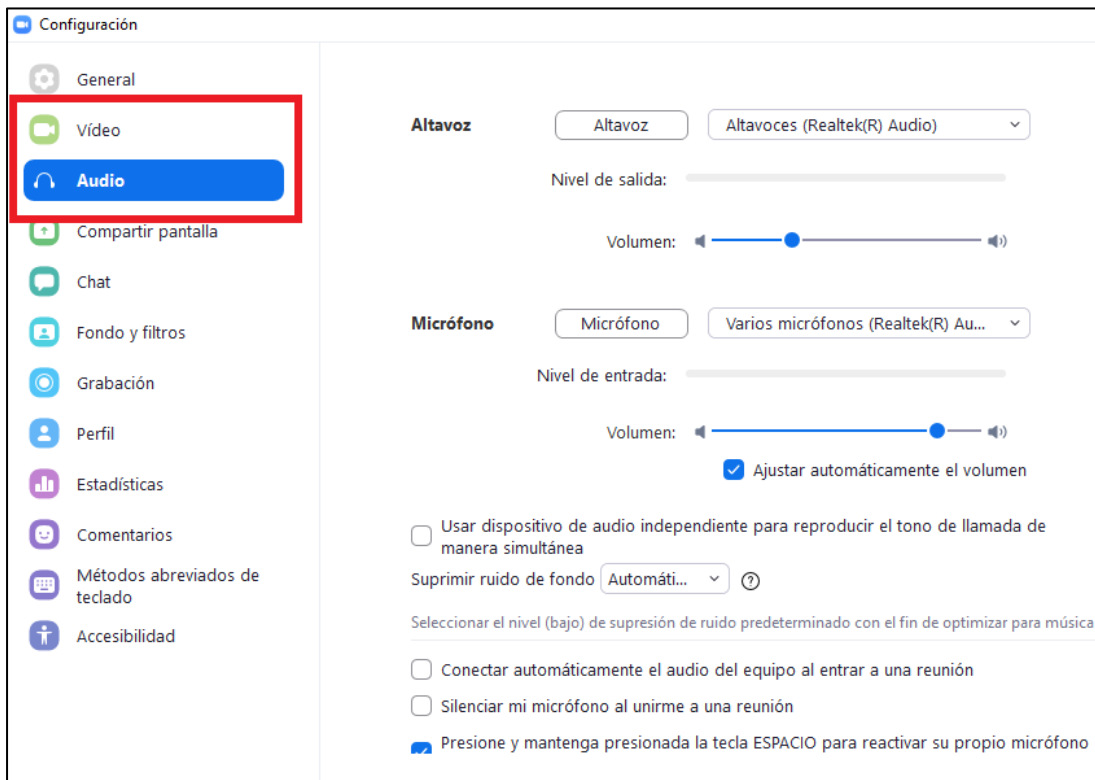 Configuración
General
Vídeo
Audio
Compartir pantalla
Chat
Fondo y filtros
Grabación
Perfil
Estadísticas
Comentarios
Métodos abreviados de
teclado
Accesibilidad
Altavoz Altavoz Altavoces (Realtek(R) Audio)
Nivel de salida:
Volumen:
Micrófono Micrófono Varios micrófonos (Realtek(R) Au...
Nivel de entrada:
Volumen:
Ajustar automáticamente el volumen
Usar dispositivo de audio independiente para reproducir el tono de llamada de
manera simultánea
Suprimir ruido de fondo Automáti... ?
Seleccionar el nivel (bajo) de supresión de ruido predeterminado con el fin de optimizar para música
Conectar automáticamente el audio del equipo al entrar a una reunión
Silenciar mi micrófono al unirme a una reunión
Presione y mantenga presionada la tecla ESPACIO para reactivar su propio micrófono